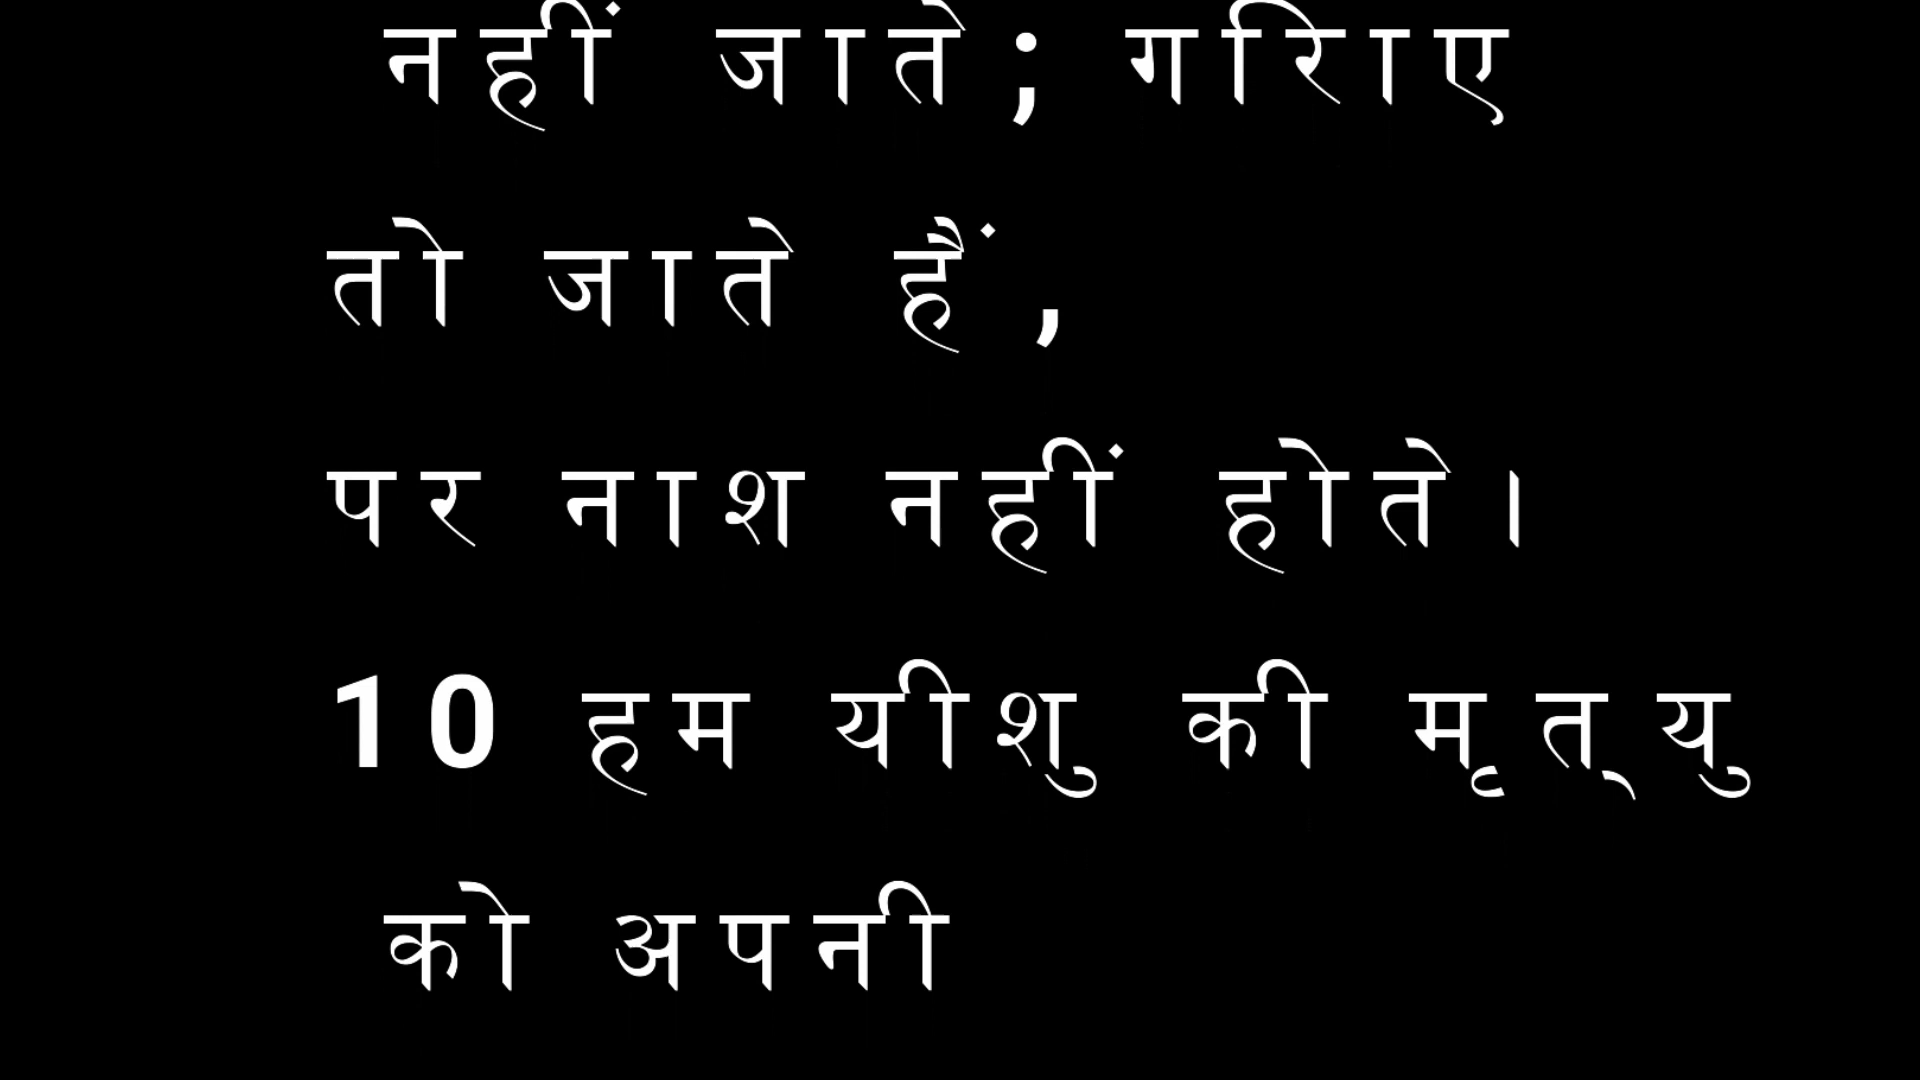 नहीं जाते; गिराए
तो जाते हैं,
पर नाश नहीं होते।
10 हम यीशु की मृत्यु
को अपनी